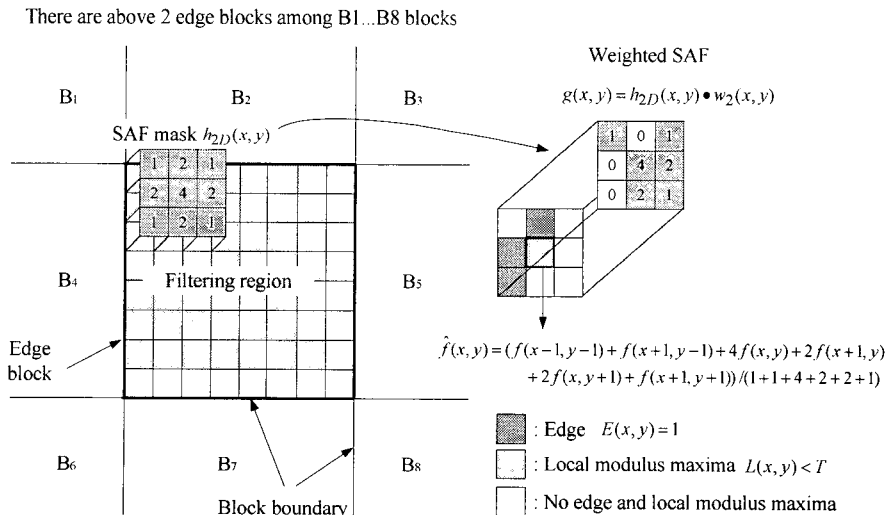 There are above 2 edge blocks among B1...B8 blocks
Weighted SAF
B₁
B₂
B₃
g(x, y) = h₂D(x, y) • w₂(x, y)
SAF mask h₂D(x, y)
1 2 1
2 4 2
1 2 1
1 0 1
0 4 2
0 2 1
B₄
Filtering region
B₅
Edge
block
f̂(x, y) = (f(x−1, y−1) + f(x+1, y−1) + 4f(x, y) + 2f(x+1, y)
+ 2f(x, y+1) + f(x+1, y+1))/(1+1+4+2+2+1)
: Edge E(x, y) = 1
: Local modulus maxima L(x, y) < T
: No edge and local modulus maxima
B₆
B₇
B₈
Block boundary